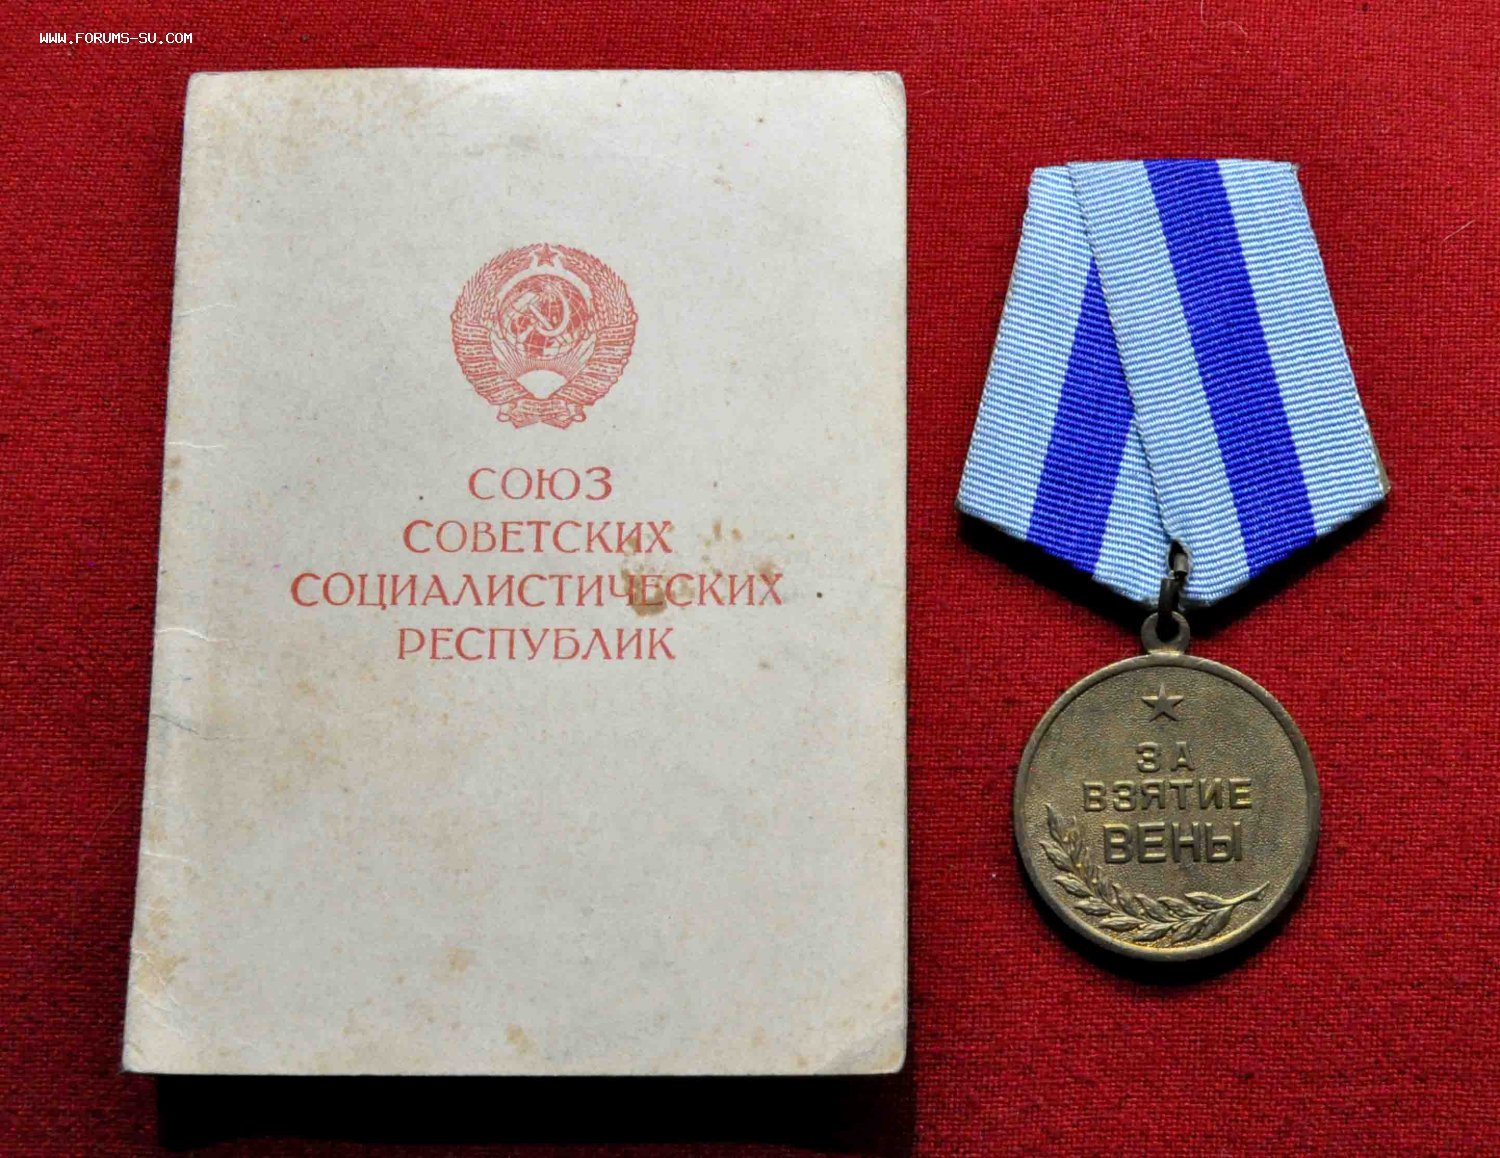 WWW.FORUMS-SU.COM
СОЮЗ
СОВЕТСКИХ
СОЦИАЛИСТИЧЕСКИХ
РЕСПУБЛИК
ЗА
ВЗЯТИЕ
ВЕНЫ